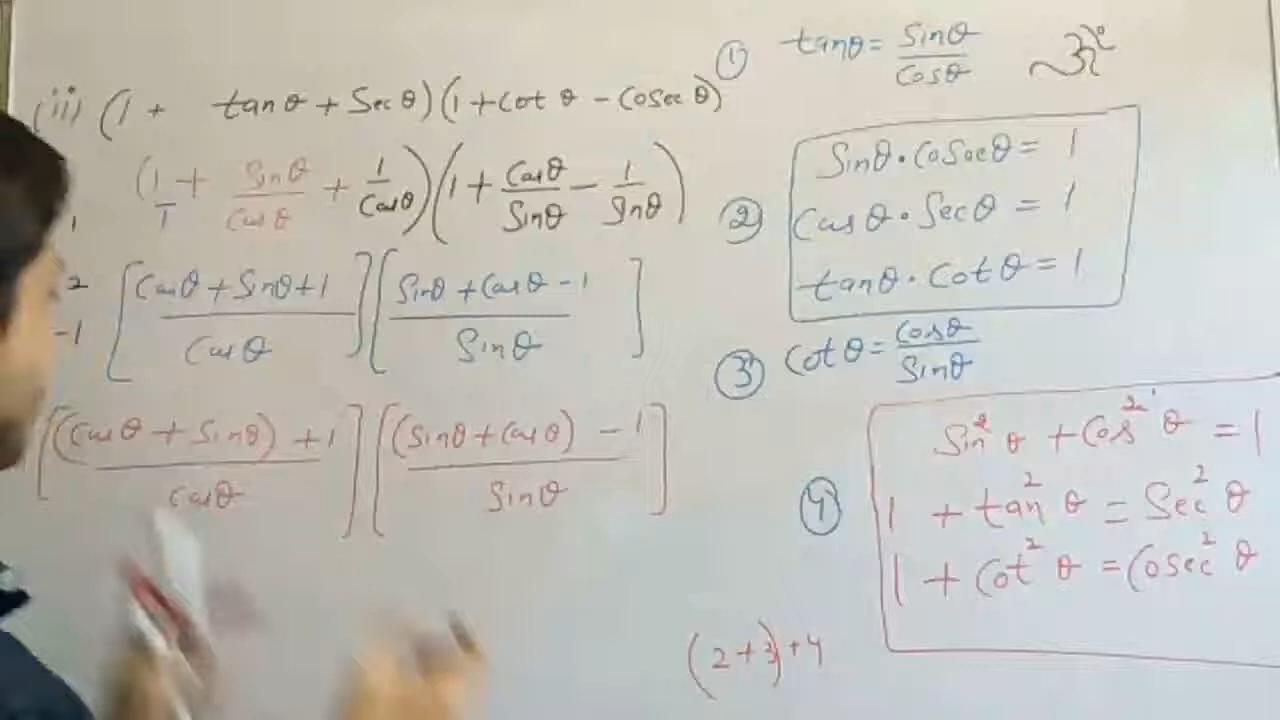 (ii) (1 + tanθ + Secθ)(1 + Cotθ - Cosecθ)
(1/1 + Sinθ/Cosθ + 1/Cosθ)(1 + Cosθ/Sinθ - 1/Sinθ)
[Cosθ + Sinθ + 1 / Cosθ][Sinθ + Cosθ - 1 / Sinθ]
[(Cosθ + Sinθ) + 1 / Cosθ][(Sinθ + Cosθ) - 1 / Sinθ]
① tanθ = Sinθ/Cosθ
② Sinθ · Cosecθ = 1
Cosθ · Secθ = 1
tanθ · Cotθ = 1
③ Cotθ = Cosθ/Sinθ
④ Sin²θ + Cos²θ = 1
1 + tan²θ = Sec²θ
1 + Cot²θ = Cosec²θ
(2+3)+4
1
2
-1